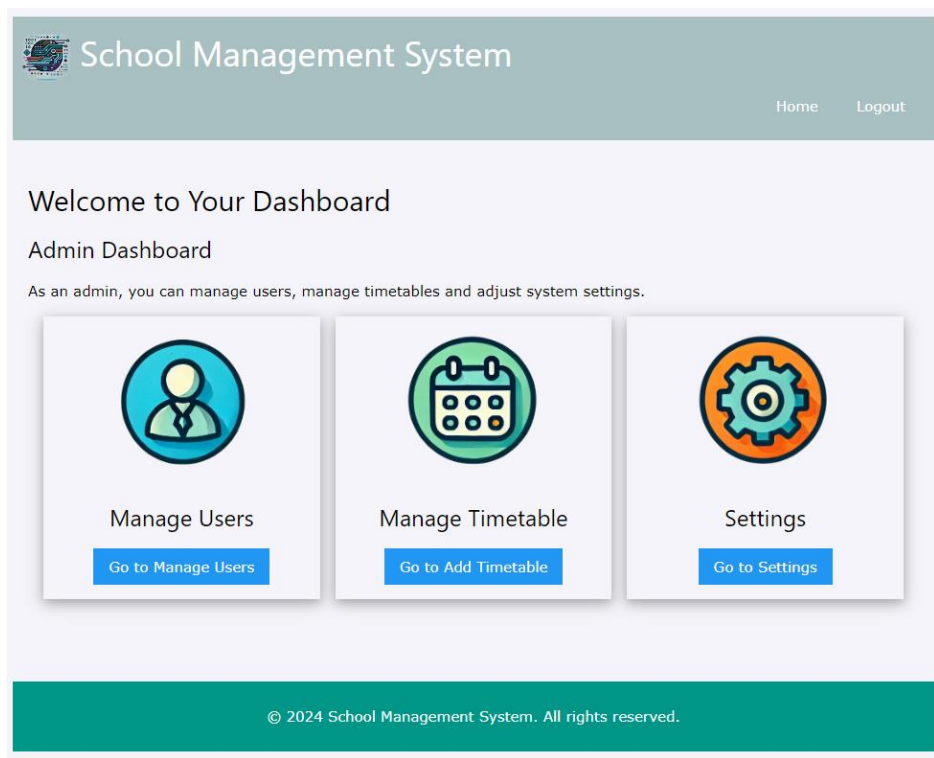 School Management System
Home Logout
Welcome to Your Dashboard
Admin Dashboard
As an admin, you can manage users, manage timetables and adjust system settings.
Manage Users
Go to Manage Users
Manage Timetable
Go to Add Timetable
Settings
Go to Settings
© 2024 School Management System. All rights reserved.